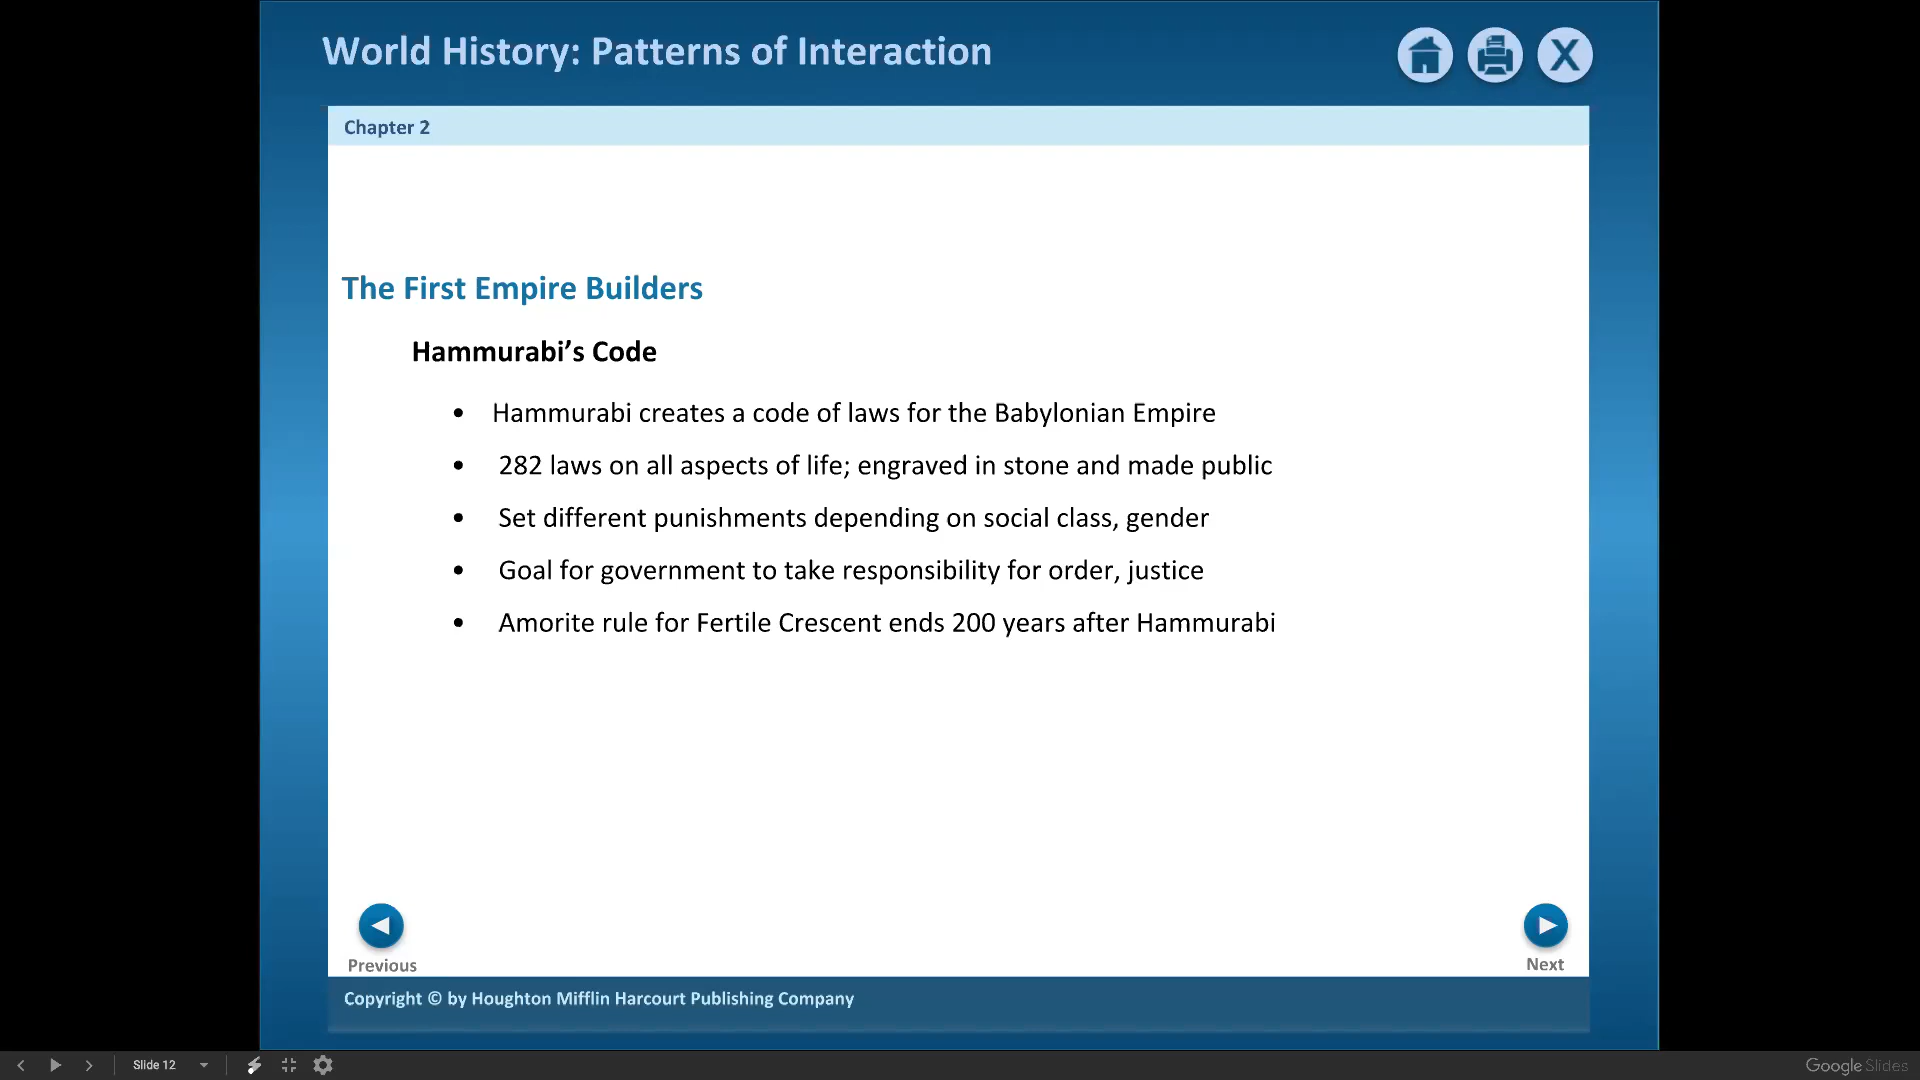 World History: Patterns of Interaction
X
Chapter 2
The First Empire Builders
Hammurabi’s Code
• Hammurabi creates a code of laws for the Babylonian Empire
• 282 laws on all aspects of life; engraved in stone and made public
• Set different punishments depending on social class, gender
• Goal for government to take responsibility for order, justice
• Amorite rule for Fertile Crescent ends 200 years after Hammurabi
Previous
Next
Copyright © by Houghton Mifflin Harcourt Publishing Company
Slide 12
Google Slides